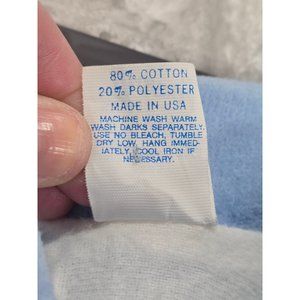 80% COTTON
20% POLYESTER
MADE IN USA
MACHINE WASH WARM
WASH DARKS SEPARATELY.
USE NO BLEACH, TUMBLE
DRY LOW, HANG IMMED-
IATELY, COOL IRON IF
NEWESSARY.